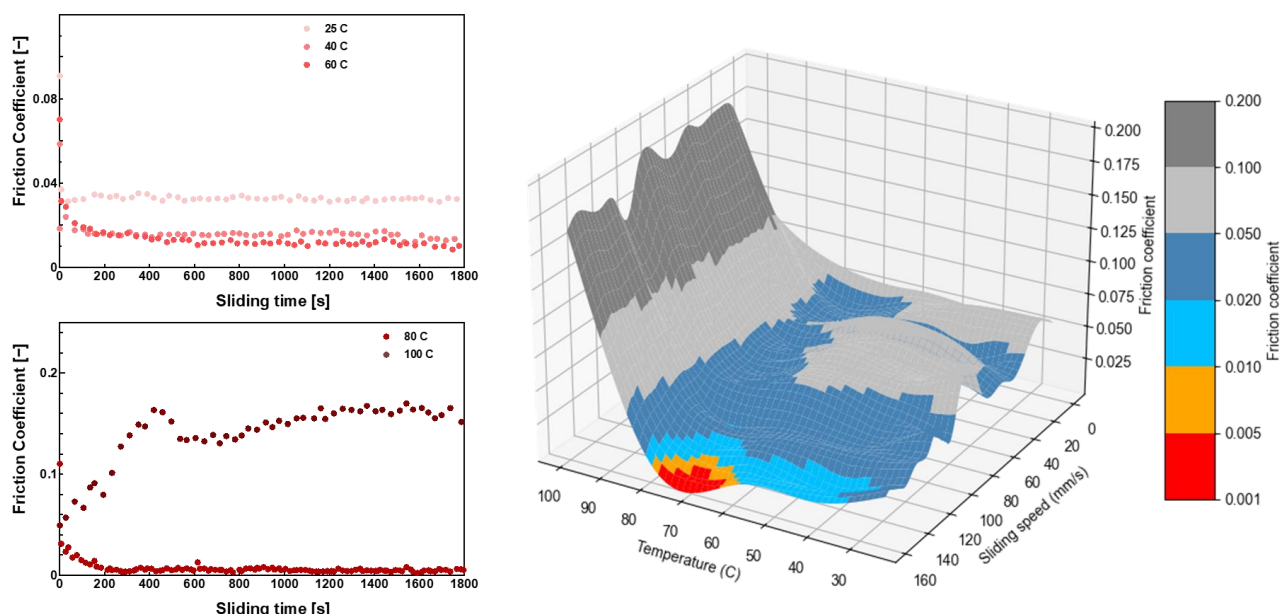 25 C
40 C
60 C
Friction Coefficient [−]
0.08
0.04
0
0 200 400 600 800 1000 1200 1400 1600 1800
Sliding time [s]
80 C
100 C
Friction Coefficient [−]
0.2
0.1
0
0 200 400 600 800 1000 1200 1400 1600 1800
Sliding time [s]
0.200
0.175
0.150
0.125
0.100
0.075
0.050
0.025
Friction coefficient
0
20
40
60
80
100
120
140
160
Sliding speed (mm/s)
100
90
80
70
60
50
40
30
Temperature (C)
0.200
0.100
0.050
0.020
0.010
0.005
0.001
Friction coefficient